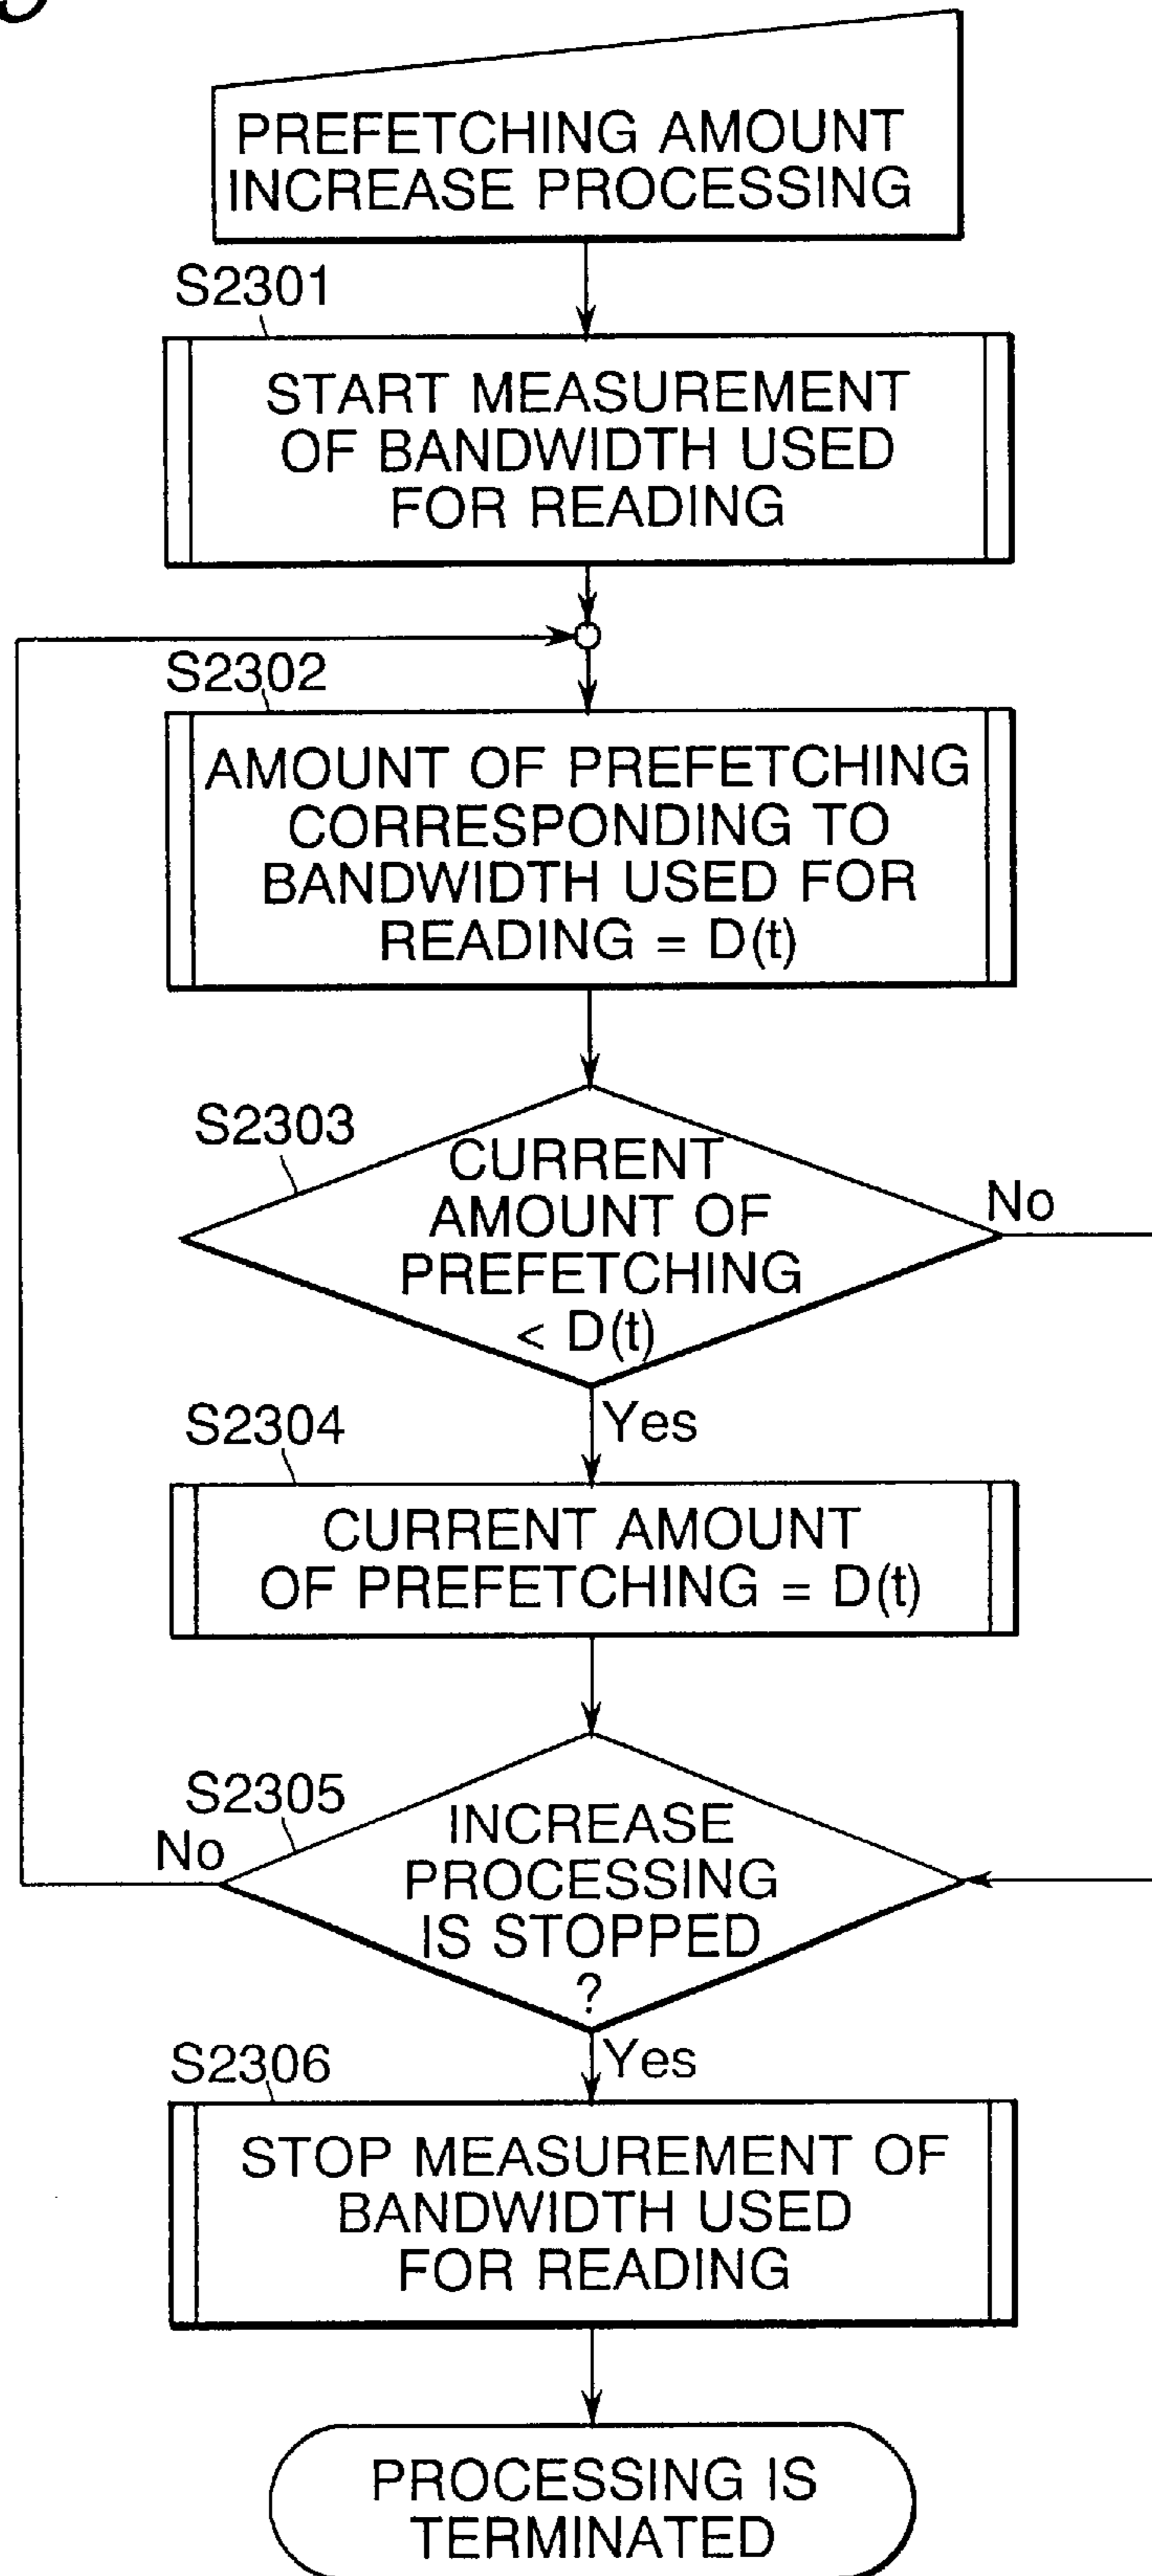 PREFETCHING AMOUNT
INCREASE PROCESSING
S2301
START MEASUREMENT
OF BANDWIDTH USED
FOR READING
S2302
AMOUNT OF PREFETCHING
CORRESPONDING TO
BANDWIDTH USED FOR
READING = D(t)
S2303
CURRENT
AMOUNT OF
PREFETCHING
< D(t)
No
Yes
S2304
CURRENT AMOUNT
OF PREFETCHING = D(t)
S2305
INCREASE
PROCESSING
IS STOPPED
?
No
Yes
S2306
STOP MEASUREMENT OF
BANDWIDTH USED
FOR READING
PROCESSING IS
TERMINATED